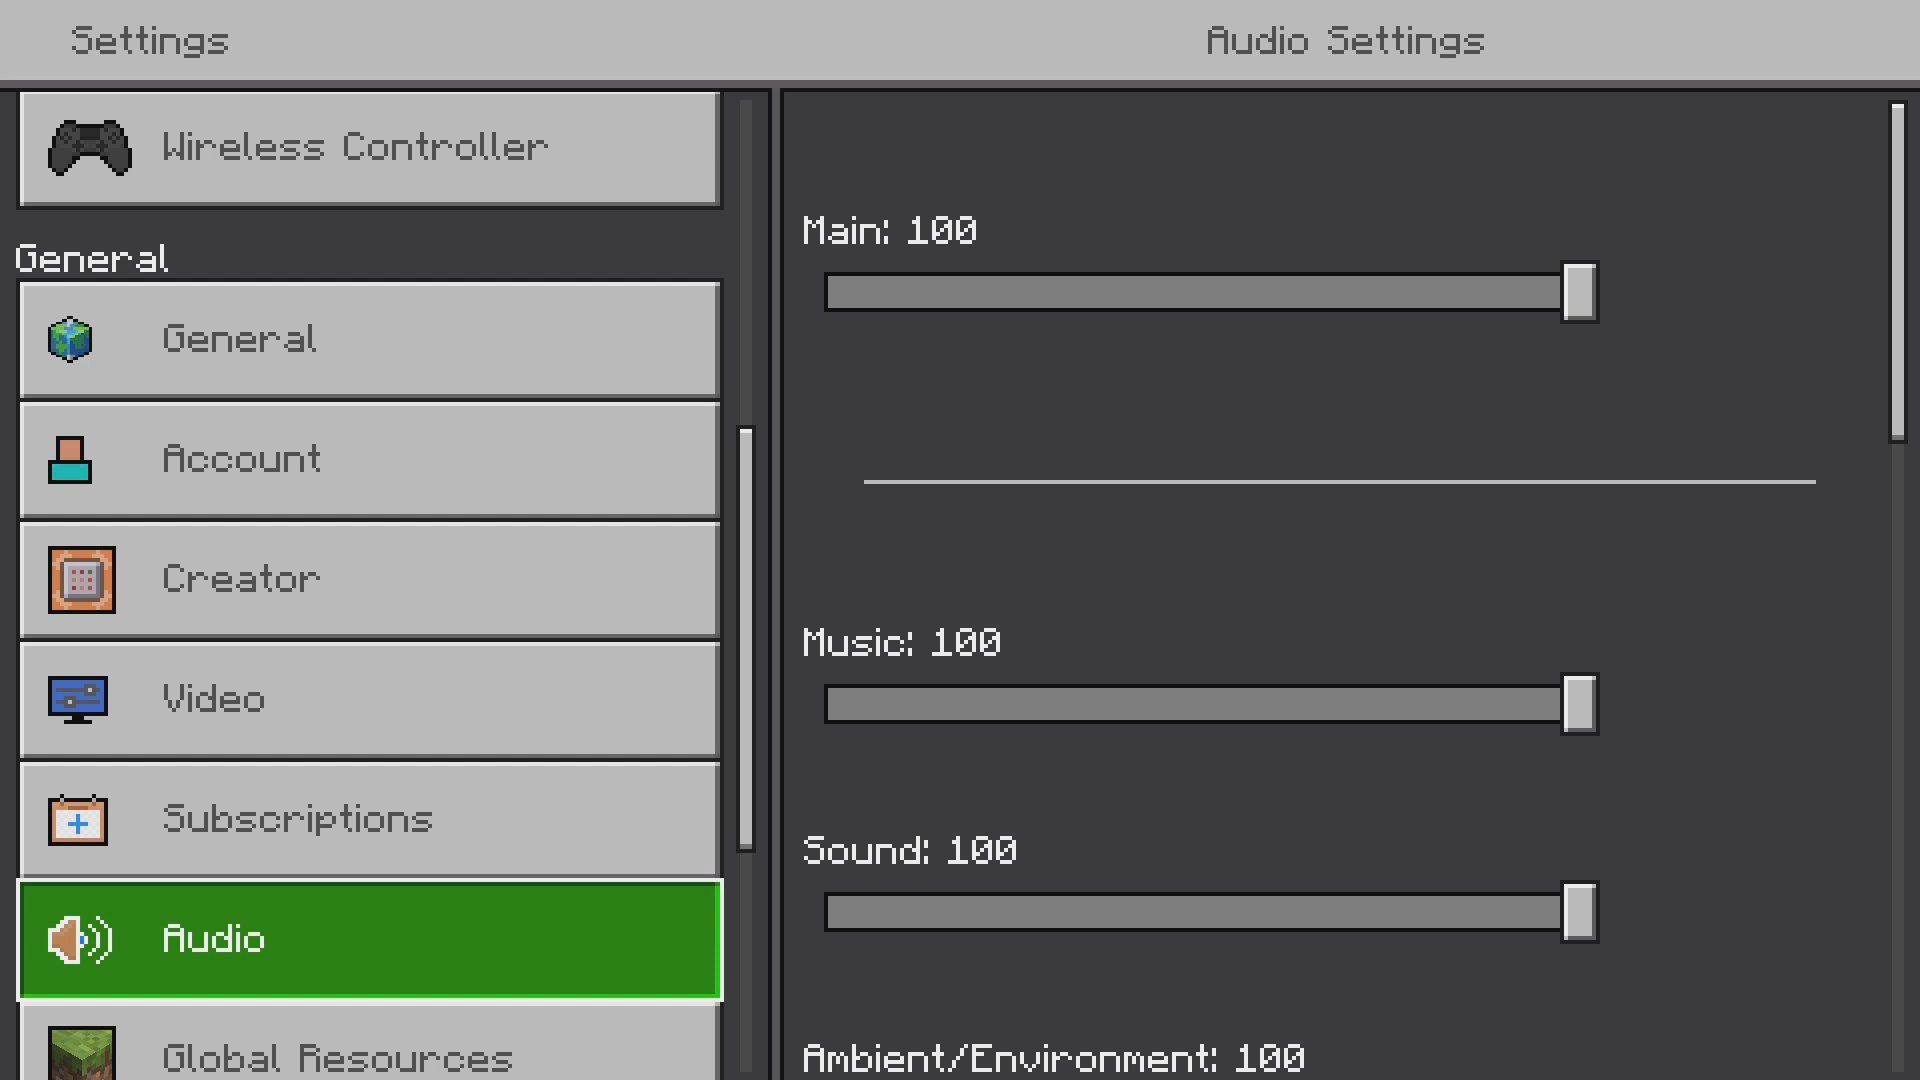 Settings
Audio Settings
Wireless Controller
General
General
Account
Creator
Video
Subscriptions
Audio
Global Resources
Main: 100
Music: 100
Sound: 100
Ambient/Environment: 100